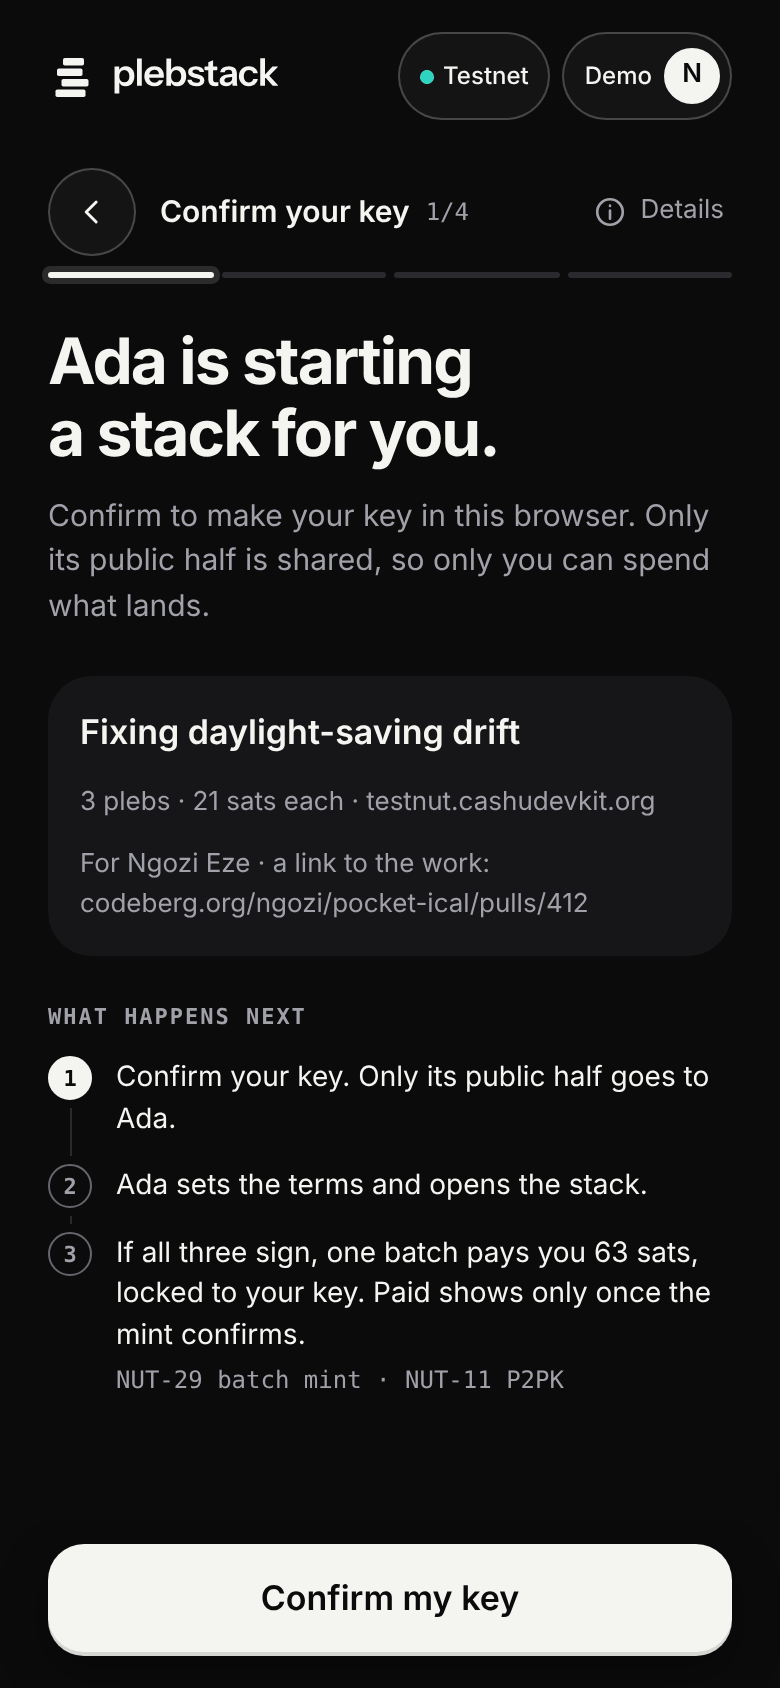 plebstack
Testnet
Demo N
Confirm your key 1/4
Details
Ada is starting
a stack for you.
Confirm to make your key in this browser. Only
its public half is shared, so only you can spend
what lands.
Fixing daylight-saving drift
3 plebs · 21 sats each · testnut.cashudevkit.org
For Ngozi Eze · a link to the work:
codeberg.org/ngozi/pocket-ical/pulls/412
WHAT HAPPENS NEXT
1 Confirm your key. Only its public half goes to
Ada.
2 Ada sets the terms and opens the stack.
3 If all three sign, one batch pays you 63 sats,
locked to your key. Paid shows only once the
mint confirms.
NUT-29 batch mint · NUT-11 P2PK
Confirm my key